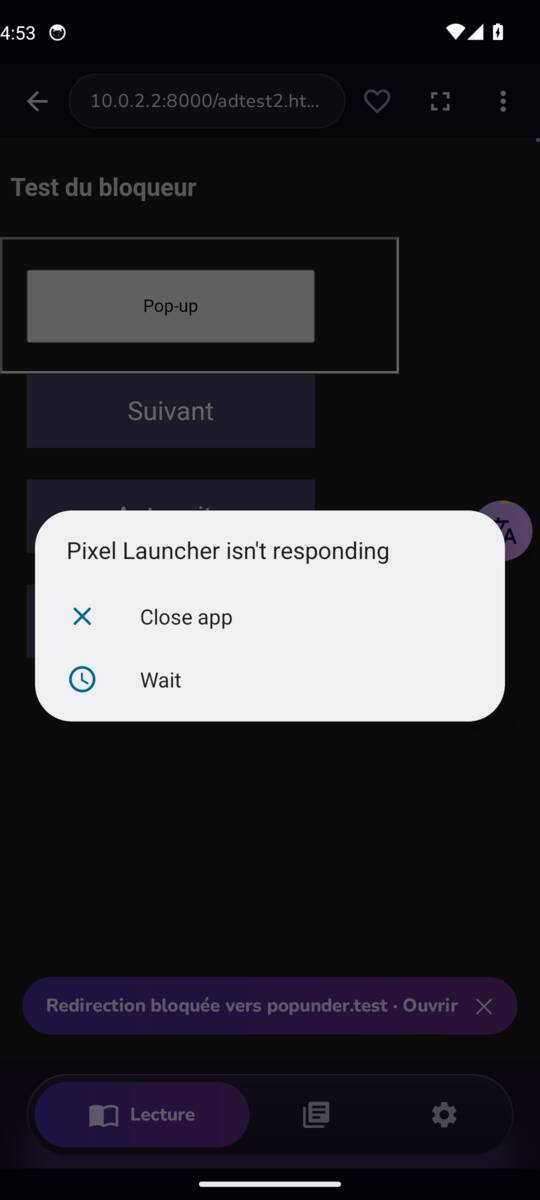 4:53
10.0.2.2:8000/adtest2.ht...
Test du bloqueur
Pop-up
Suivant
Pixel Launcher isn't responding
Close app
Wait
Redirection bloquée vers popunder.test · Ouvrir
Lecture